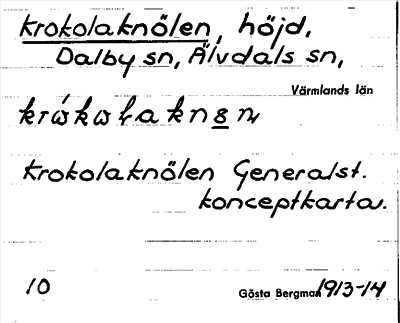 Krokolaknölen, höjd,
Dalby sn, Älvdals sn,
Värmlands län
Krokolaknölen Generalst.
konceptkarta.
10
Gösta Bergman 1913-14